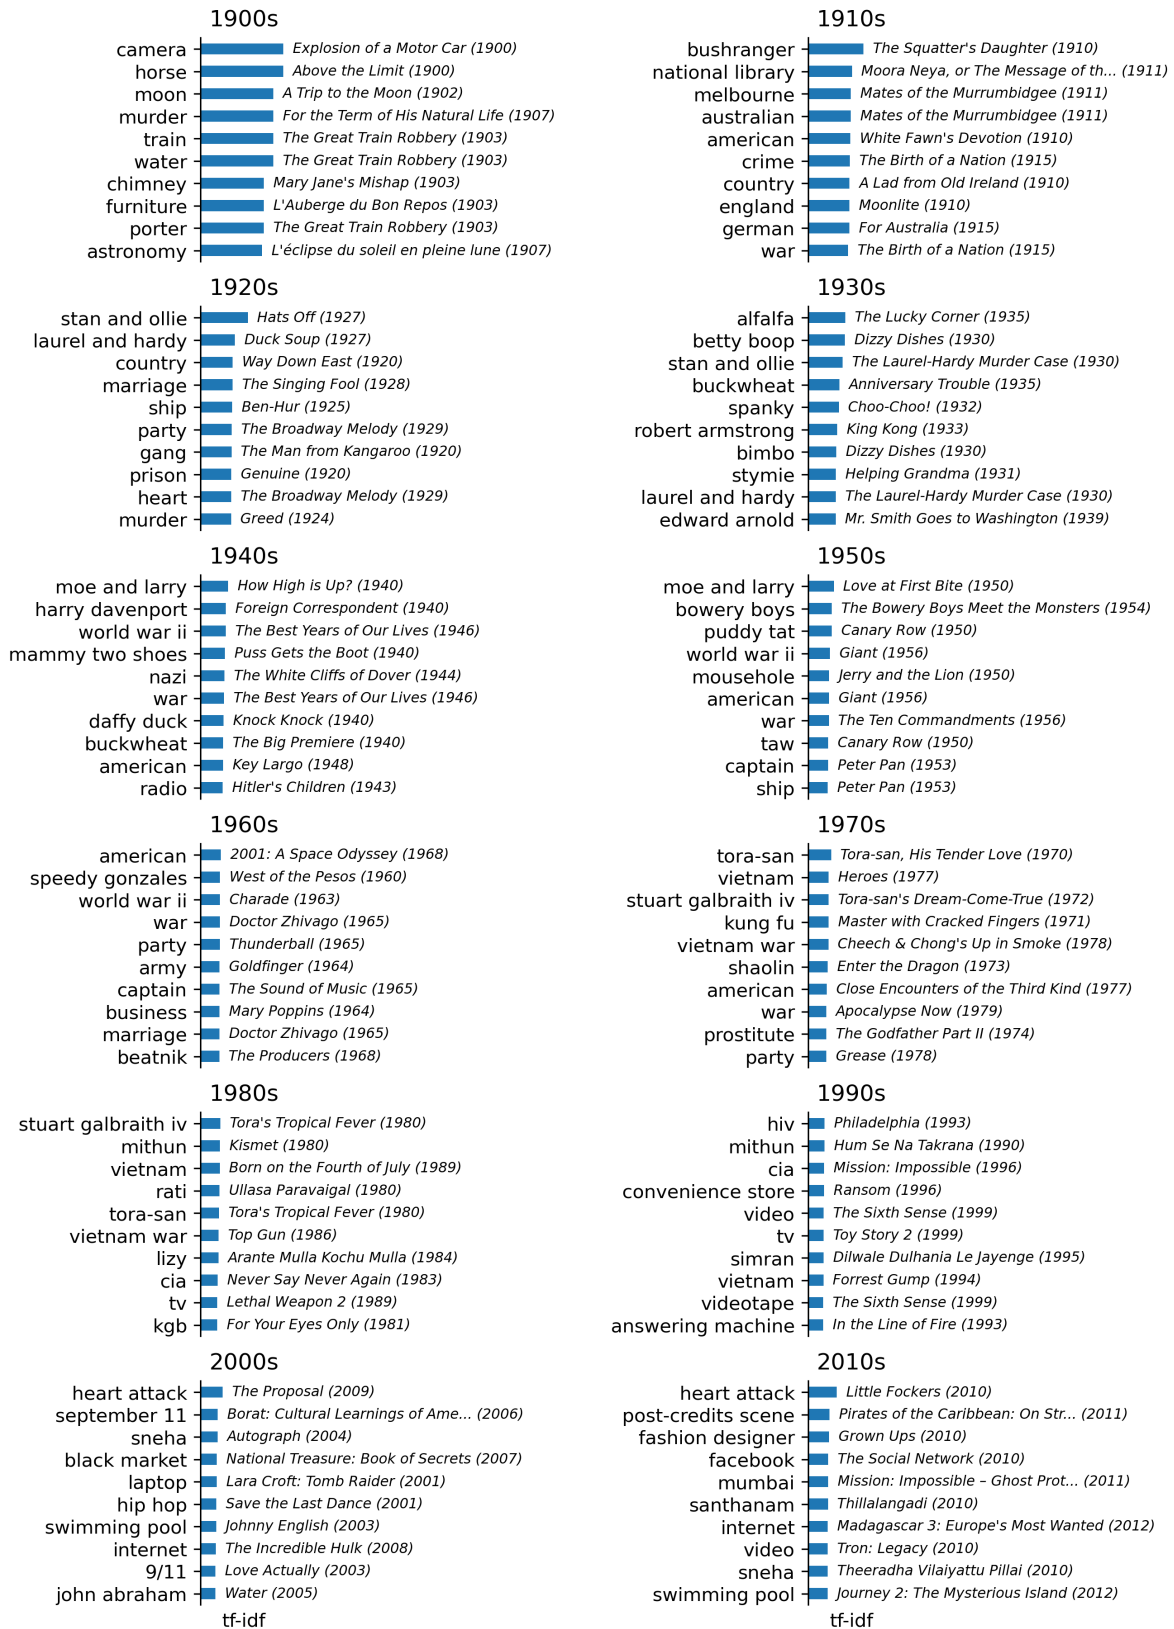 1900s
camera Explosion of a Motor Car (1900)
horse Above the Limit (1900)
moon A Trip to the Moon (1902)
murder For the Term of His Natural Life (1907)
train The Great Train Robbery (1903)
water The Great Train Robbery (1903)
chimney Mary Jane's Mishap (1903)
furniture L'Auberge du Bon Repos (1903)
porter The Great Train Robbery (1903)
astronomy L'éclipse du soleil en pleine lune (1907)
1910s
bushranger The Squatter's Daughter (1910)
national library Moora Neya, or The Message of th... (1911)
melbourne Mates of the Murrumbidgee (1911)
australian Mates of the Murrumbidgee (1911)
american White Fawn's Devotion (1910)
crime The Birth of a Nation (1915)
country A Lad from Old Ireland (1910)
england Moonlite (1910)
german For Australia (1915)
war The Birth of a Nation (1915)
1920s
stan and ollie Hats Off (1927)
laurel and hardy Duck Soup (1927)
country Way Down East (1920)
marriage The Singing Fool (1928)
ship Ben-Hur (1925)
party The Broadway Melody (1929)
gang The Man from Kangaroo (1920)
prison Genuine (1920)
heart The Broadway Melody (1929)
murder Greed (1924)
1930s
alfalfa The Lucky Corner (1935)
betty boop Dizzy Dishes (1930)
stan and ollie The Laurel-Hardy Murder Case (1930)
buckwheat Anniversary Trouble (1935)
spanky Choo-Choo! (1932)
robert armstrong King Kong (1933)
bimbo Dizzy Dishes (1930)
stymie Helping Grandma (1931)
laurel and hardy The Laurel-Hardy Murder Case (1930)
edward arnold Mr. Smith Goes to Washington (1939)
1940s
moe and larry How High is Up? (1940)
harry davenport Foreign Correspondent (1940)
world war ii The Best Years of Our Lives (1946)
mammy two shoes Puss Gets the Boot (1940)
nazi The White Cliffs of Dover (1944)
war The Best Years of Our Lives (1946)
daffy duck Knock Knock (1940)
buckwheat The Big Premiere (1940)
american Key Largo (1948)
radio Hitler's Children (1943)
1950s
moe and larry Love at First Bite (1950)
bowery boys The Bowery Boys Meet the Monsters (1954)
puddy tat Canary Row (1950)
world war ii Giant (1956)
mousehole Jerry and the Lion (1950)
american Giant (1956)
war The Ten Commandments (1956)
taw Canary Row (1950)
captain Peter Pan (1953)
ship Peter Pan (1953)
1960s
american 2001: A Space Odyssey (1968)
speedy gonzales West of the Pesos (1960)
world war ii Charade (1963)
war Doctor Zhivago (1965)
party Thunderball (1965)
army Goldfinger (1964)
captain The Sound of Music (1965)
business Mary Poppins (1964)
marriage Doctor Zhivago (1965)
beatnik The Producers (1968)
1970s
tora-san Tora-san, His Tender Love (1970)
vietnam Heroes (1977)
stuart galbraith iv Tora-san's Dream-Come-True (1972)
kung fu Master with Cracked Fingers (1971)
vietnam war Cheech & Chong's Up in Smoke (1978)
shaolin Enter the Dragon (1973)
american Close Encounters of the Third Kind (1977)
war Apocalypse Now (1979)
prostitute The Godfather Part II (1974)
party Grease (1978)
1980s
stuart galbraith iv Tora's Tropical Fever (1980)
mithun Kismet (1980)
vietnam Born on the Fourth of July (1989)
rati Ullasa Paravaigal (1980)
tora-san Tora's Tropical Fever (1980)
vietnam war Top Gun (1986)
lizy Arante Mulla Kochu Mulla (1984)
cia Never Say Never Again (1983)
tv Lethal Weapon 2 (1989)
kgb For Your Eyes Only (1981)
1990s
hiv Philadelphia (1993)
mithun Hum Se Na Takrana (1990)
cia Mission: Impossible (1996)
convenience store Ransom (1996)
video The Sixth Sense (1999)
tv Toy Story 2 (1999)
simran Dilwale Dulhania Le Jayenge (1995)
vietnam Forrest Gump (1994)
videotape The Sixth Sense (1999)
answering machine In the Line of Fire (1993)
2000s
heart attack The Proposal (2009)
september 11 Borat: Cultural Learnings of Ame... (2006)
sneha Autograph (2004)
black market National Treasure: Book of Secrets (2007)
laptop Lara Croft: Tomb Raider (2001)
hip hop Save the Last Dance (2001)
swimming pool Johnny English (2003)
internet The Incredible Hulk (2008)
9/11 Love Actually (2003)
john abraham Water (2005)
tf-idf
2010s
heart attack Little Fockers (2010)
post-credits scene Pirates of the Caribbean: On Str... (2011)
fashion designer Grown Ups (2010)
facebook The Social Network (2010)
mumbai Mission: Impossible – Ghost Prot... (2011)
santhanam Thillalangadi (2010)
internet Madagascar 3: Europe's Most Wanted (2012)
video Tron: Legacy (2010)
sneha Theeradha Vilaiyattu Pillai (2010)
swimming pool Journey 2: The Mysterious Island (2012)
tf-idf